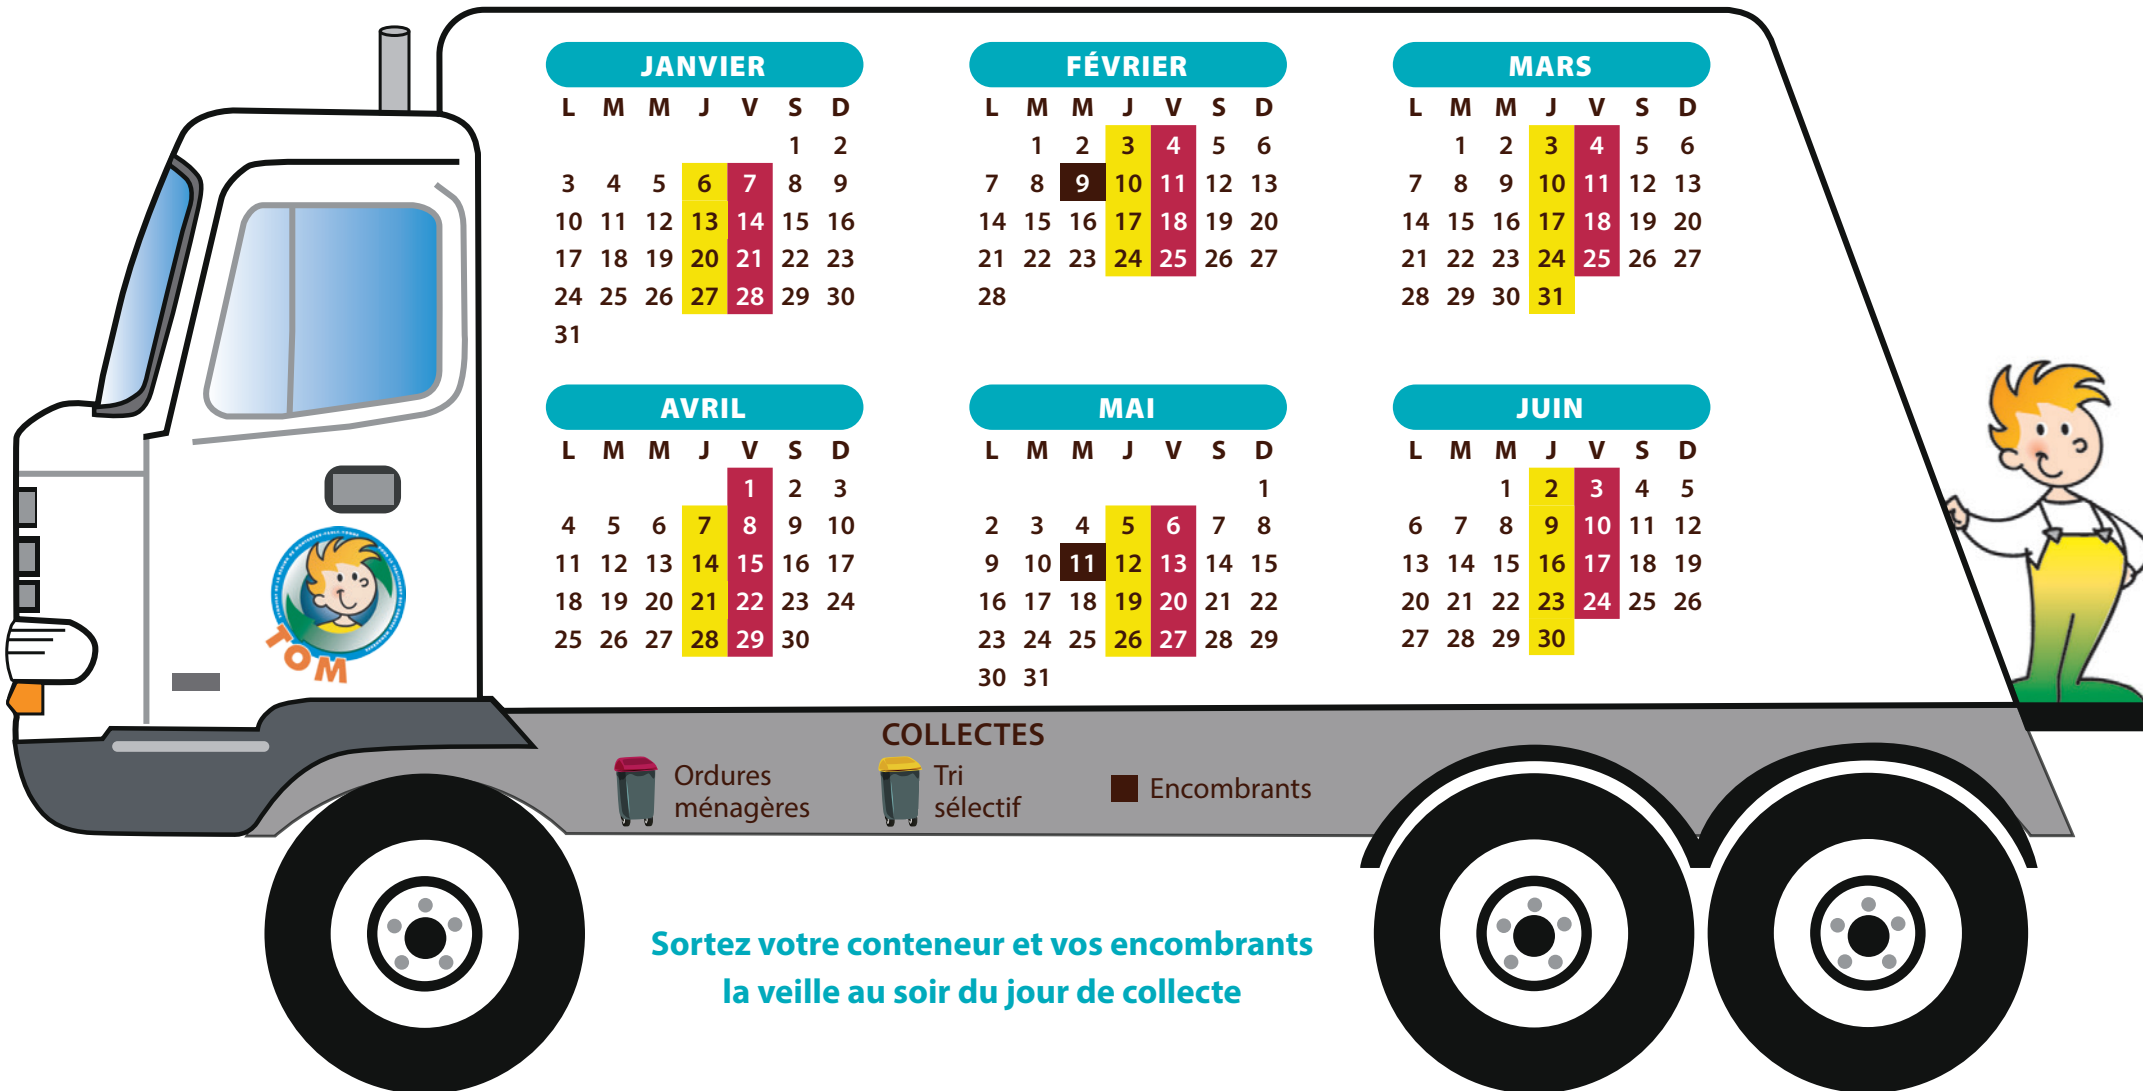 JANVIER
L M M J V S D
1 2
3 4 5 6 7 8 9
10 11 12 13 14 15 16
17 18 19 20 21 22 23
24 25 26 27 28 29 30
31
FÉVRIER
L M M J V S D
1 2 3 4 5 6
7 8 9 10 11 12 13
14 15 16 17 18 19 20
21 22 23 24 25 26 27
28
MARS
L M M J V S D
1 2 3 4 5 6
7 8 9 10 11 12 13
14 15 16 17 18 19 20
21 22 23 24 25 26 27
28 29 30 31
AVRIL
L M M J V S D
1 2 3
4 5 6 7 8 9 10
11 12 13 14 15 16 17
18 19 20 21 22 23 24
25 26 27 28 29 30
MAI
L M M J V S D
1
2 3 4 5 6 7 8
9 10 11 12 13 14 15
16 17 18 19 20 21 22
23 24 25 26 27 28 29
30 31
JUIN
L M M J V S D
1 2 3 4 5
6 7 8 9 10 11 12
13 14 15 16 17 18 19
20 21 22 23 24 25 26
27 28 29 30
TOM
COLLECTES
Ordures
ménagères
Tri
sélectif
Encombrants
Sortez votre conteneur et vos encombrants
la veille au soir du jour de collecte